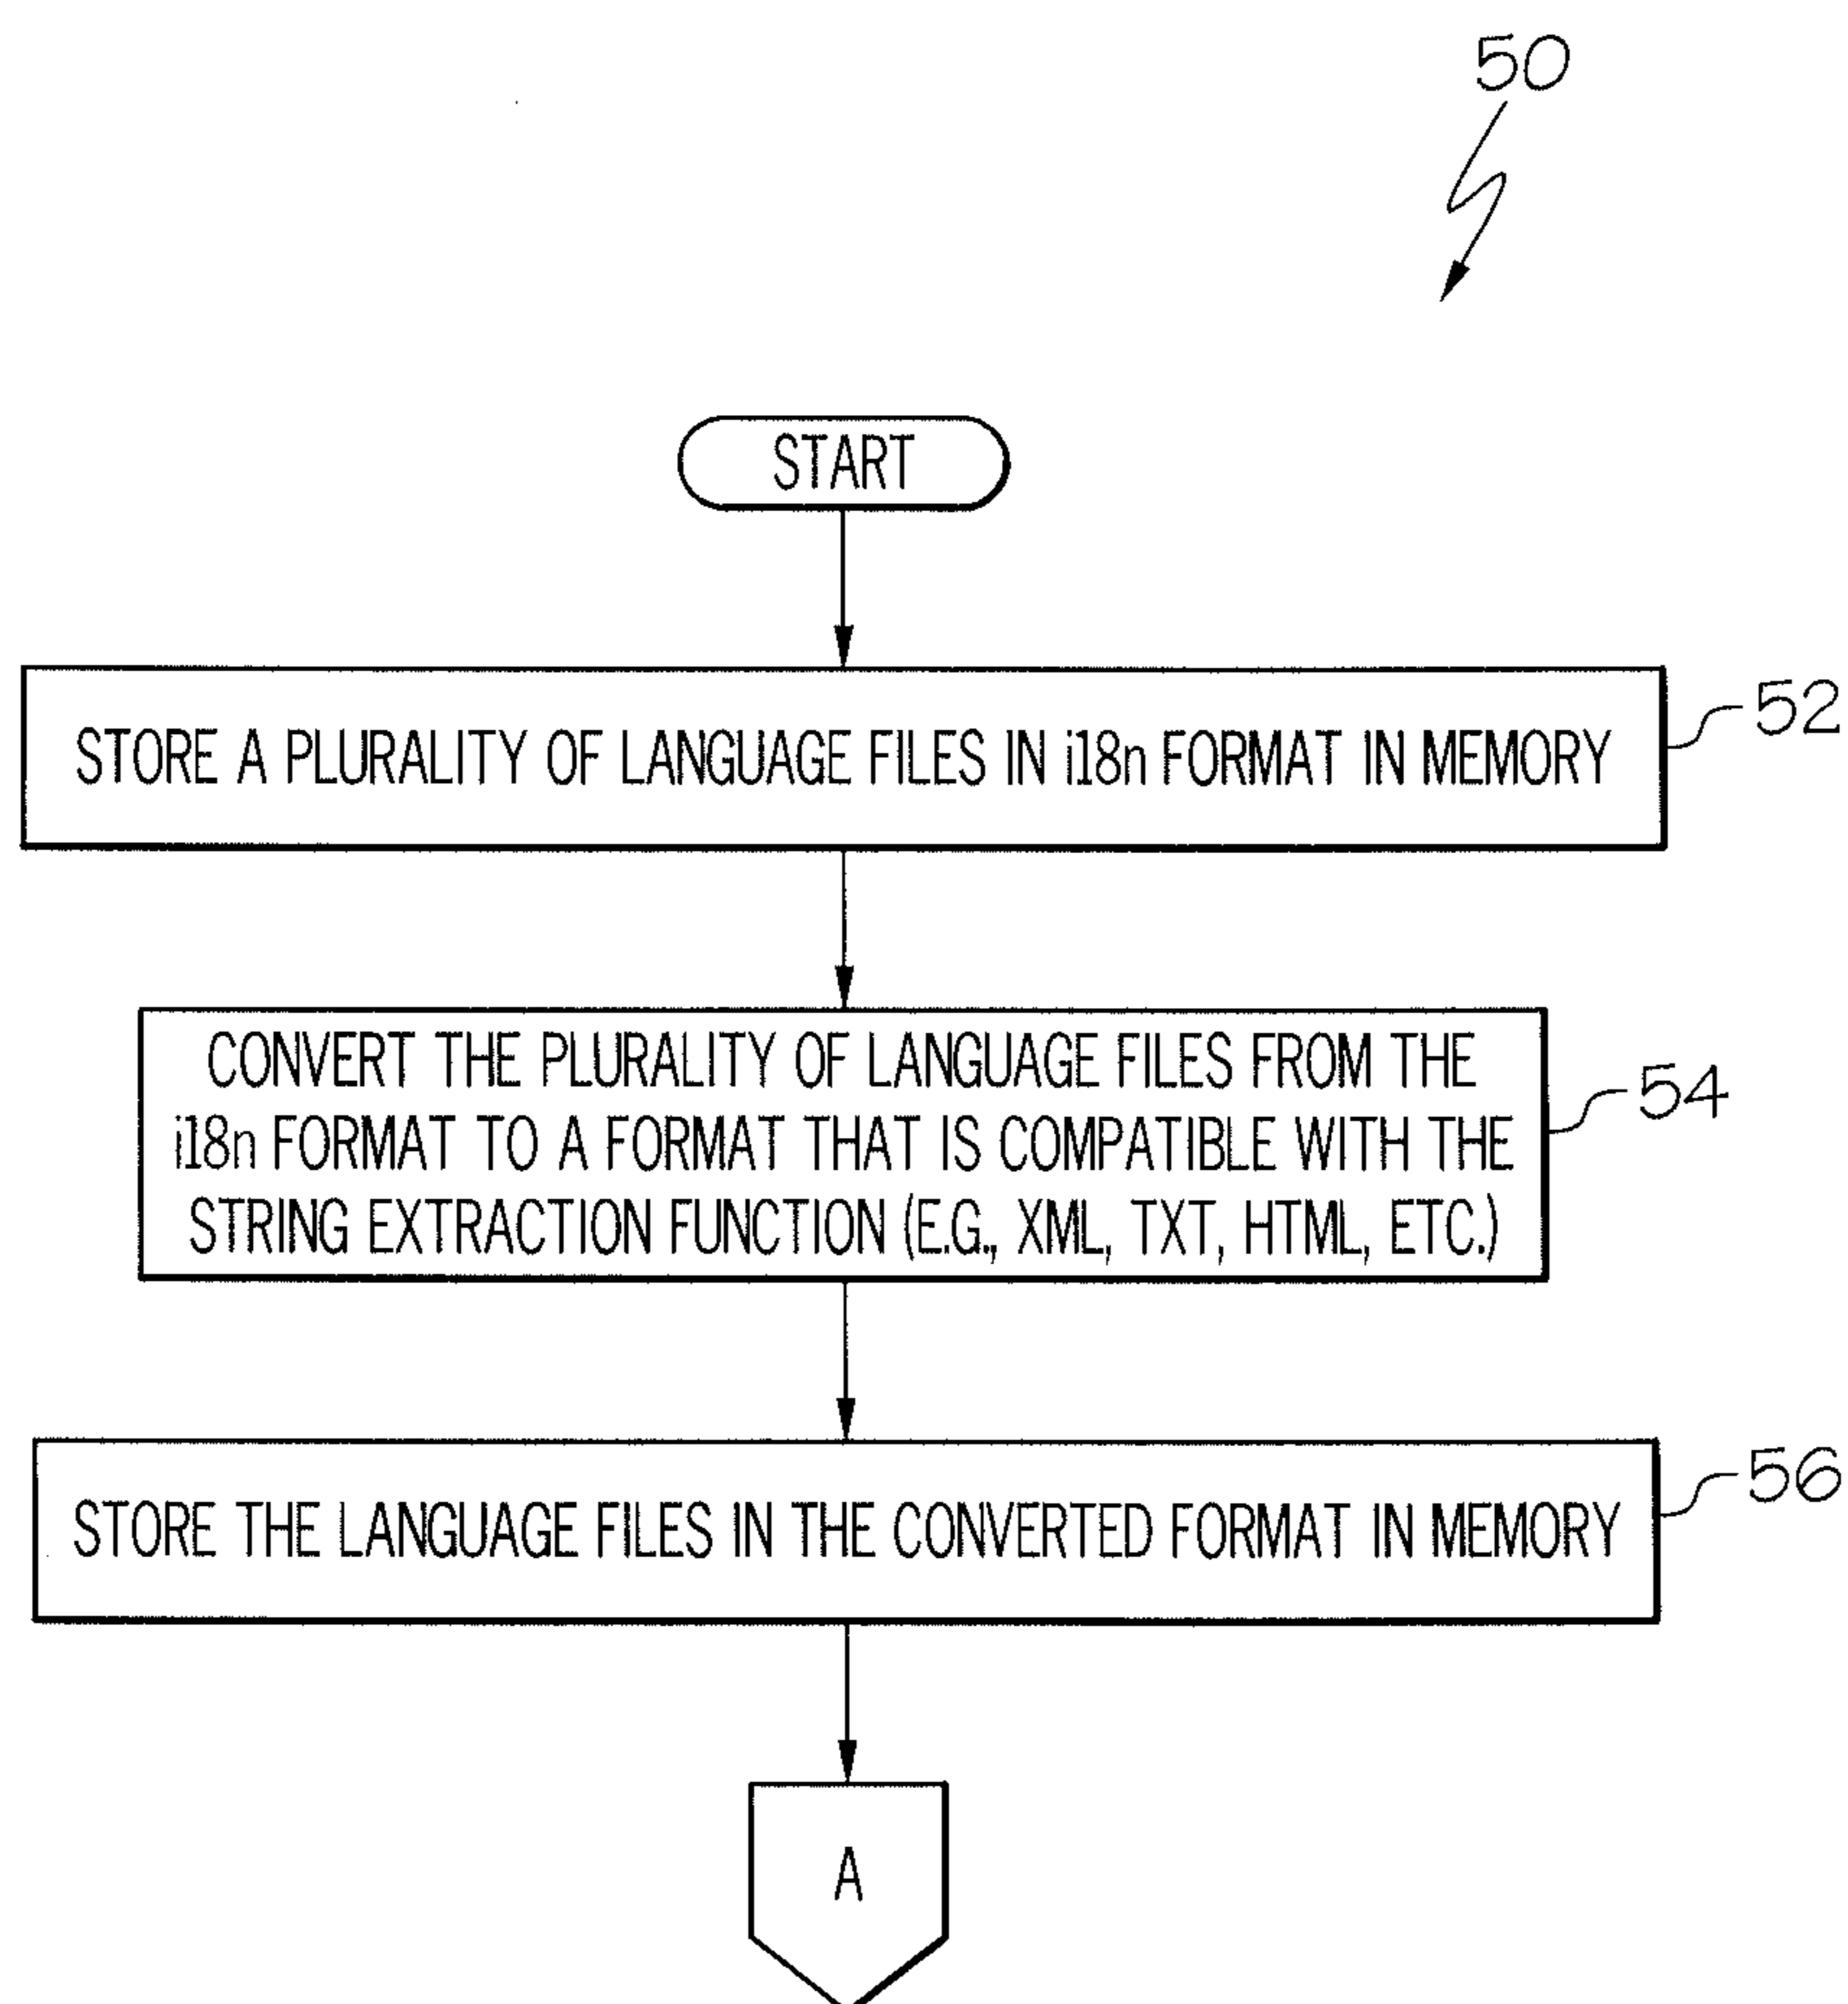 50
START
STORE A PLURALITY OF LANGUAGE FILES IN i18n FORMAT IN MEMORY
52
CONVERT THE PLURALITY OF LANGUAGE FILES FROM THE
i18n FORMAT TO A FORMAT THAT IS COMPATIBLE WITH THE
STRING EXTRACTION FUNCTION (E.G., XML, TXT, HTML, ETC.)
54
STORE THE LANGUAGE FILES IN THE CONVERTED FORMAT IN MEMORY
56
A